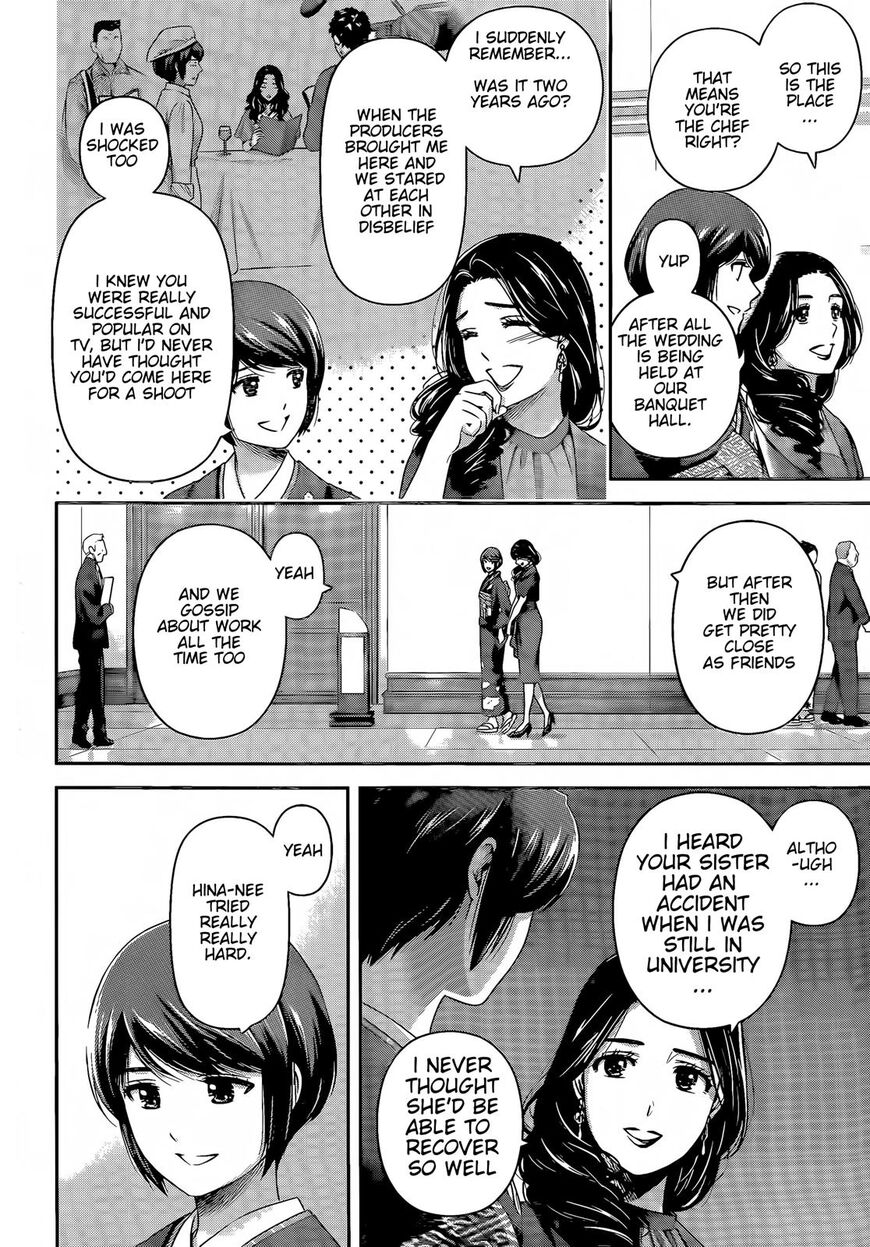 SO THIS
IS THE
PLACE
...
THAT
MEANS
YOU'RE
THE CHEF
RIGHT?
YUP
AFTER ALL
THE WEDDING
IS BEING
HELD AT
OUR
BANQUET
HALL.
I SUDDENLY
REMEMBER...
WAS IT TWO
YEARS AGO?
WHEN THE
PRODUCERS
BROUGHT ME
HERE AND
WE STARED
AT EACH
OTHER IN
DISBELIEF
I WAS
SHOCKED
TOO
I KNEW YOU
WERE REALLY
SUCCESSFUL AND
POPULAR ON
TV, BUT I'D NEVER
HAVE THOUGHT
YOU'D COME HERE
FOR A SHOOT
BUT AFTER
THEN
WE DID
GET PRETTY
CLOSE
AS FRIENDS
YEAH
AND WE
GOSSIP
ABOUT WORK
ALL THE
TIME TOO
ALTHO
-UGH
...
I HEARD
YOUR SISTER
HAD AN
ACCIDENT
WHEN I WAS
STILL IN
UNIVERSITY
...
I NEVER
THOUGHT
SHE'D BE
ABLE TO
RECOVER
SO WELL
YEAH
HINA-NEE
TRIED
REALLY
REALLY
HARD.